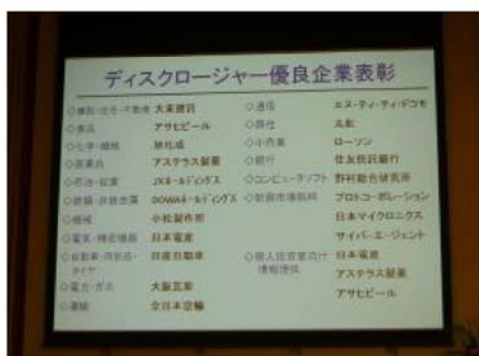 ディスクロージャー優良企業表彰
◇建設・住宅・不動産 大東建託
◇食品 アサヒビール
◇化学・繊維 旭化成
◇医薬品 アステラス製薬
◇石油・鉱業 JXホールディングス
◇鉄鋼・非鉄金属 DOWAホールディングス
◇機械 小松製作所
◇電気・精密機器 日本電産
◇自動車・同部品・タイヤ 日産自動車
◇電力・ガス 大阪瓦斯
◇運輸 全日本空輸
◇通信 エヌ・ティ・ティ・ドコモ
◇商社 丸紅
◇小売業 ローソン
◇銀行 住友信託銀行
◇コンピュータソフト 野村総合研究所
◇新興市場銘柄 プロトコーポレーション
日本マイクロニクス
サイバーエージェント
◇個人投資家向け 日本電産
情報提供 アステラス製薬
アサヒビール